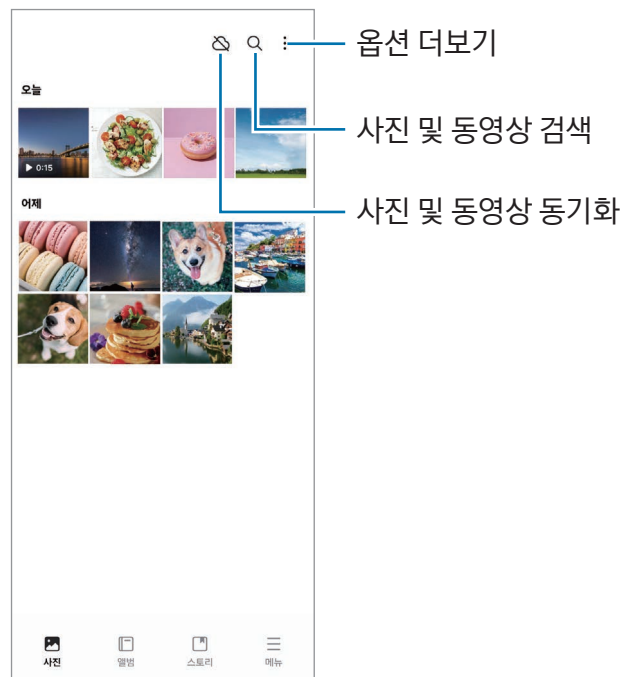 옵션 더보기
오늘
사진 및 동영상 검색
0:15
어제
사진 및 동영상 동기화
사진
앨범
스토리
메뉴